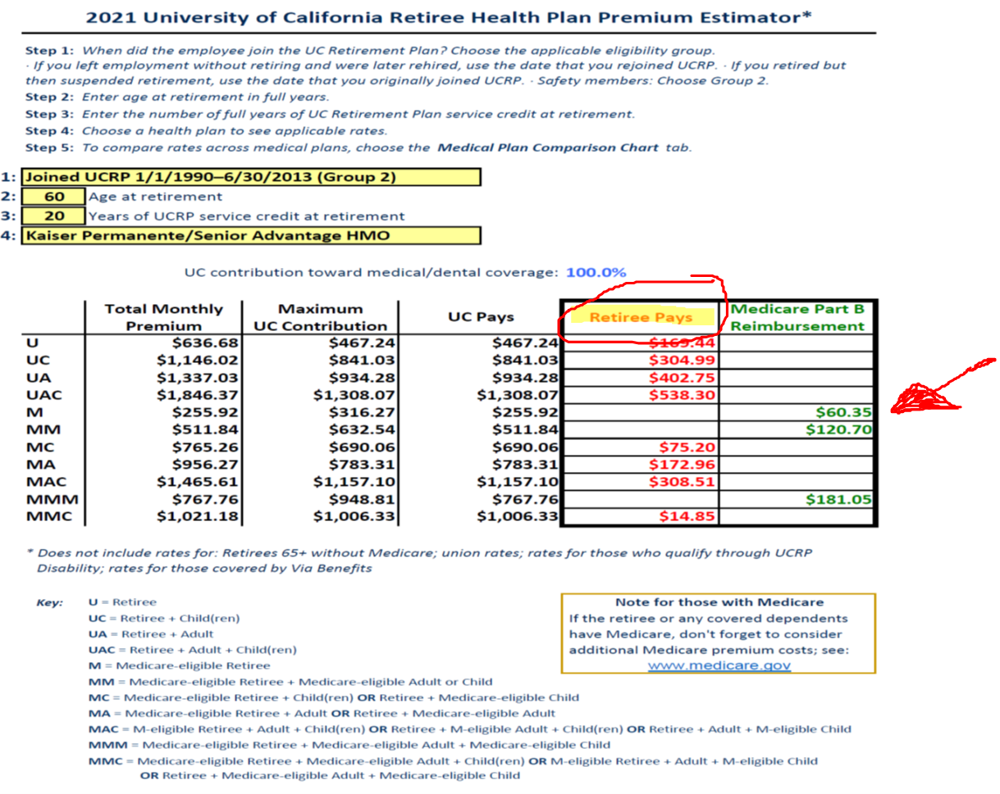 2021 University of California Retiree Health Plan Premium Estimator*
Step 1: When did the employee join the UC Retirement Plan? Choose the applicable eligibility group.
· If you left employment without retiring and were later rehired, use the date that you rejoined UCRP. · If you retired but
then suspended retirement, use the date that you originally joined UCRP. · Safety members: Choose Group 2.
Step 2: Enter age at retirement in full years.
Step 3: Enter the number of full years of UC Retirement Plan service credit at retirement.
Step 4: Choose a health plan to see applicable rates.
Step 5: To compare rates across medical plans, choose the Medical Plan Comparison Chart tab.
1: Joined UCRP 1/1/1990–6/30/2013 (Group 2)
2: 60 Age at retirement
3: 20 Years of UCRP service credit at retirement
4: Kaiser Permanente/Senior Advantage HMO
UC contribution toward medical/dental coverage: 100.0%
Total Monthly Maximum UC Pays Retiree Pays Medicare Part B
Premium UC Contribution Reimbursement
U $636.68 $467.24 $467.24 $169.44
UC $1,146.02 $841.03 $841.03 $304.99
UA $1,337.03 $934.28 $934.28 $402.75
UAC $1,846.37 $1,308.07 $1,308.07 $538.30
M $255.92 $316.27 $255.92 $60.35
MM $511.84 $632.54 $511.84 $120.70
MC $765.26 $690.06 $690.06 $75.20
MA $956.27 $783.31 $783.31 $172.96
MAC $1,465.61 $1,157.10 $1,157.10 $308.51
MMM $767.76 $948.81 $767.76 $181.05
MMC $1,021.18 $1,006.33 $1,006.33 $14.85
* Does not include rates for: Retirees 65+ without Medicare; union rates; rates for those who qualify through UCRP
Disability; rates for those covered by Via Benefits
Key: U = Retiree
UC = Retiree + Child(ren)
UA = Retiree + Adult
UAC = Retiree + Adult + Child(ren)
M = Medicare-eligible Retiree
MM = Medicare-eligible Retiree + Medicare-eligible Adult or Child
MC = Medicare-eligible Retiree + Child(ren) OR Retiree + Medicare-eligible Child
MA = Medicare-eligible Retiree + Adult OR Retiree + Medicare-eligible Adult
MAC = M-eligible Retiree + Adult + Child(ren) OR Retiree + M-eligible Adult + Child(ren) OR Retiree + Adult + M-eligible Child
MMM = Medicare-eligible Retiree + Medicare-eligible Adult + Medicare-eligible Child
MMC = Medicare-eligible Retiree + Medicare-eligible Adult + Child(ren) OR M-eligible Retiree + Adult + M-eligible Child
OR Retiree + Medicare-eligible Adult + Medicare-eligible Child
Note for those with Medicare
If the retiree or any covered dependents
have Medicare, don't forget to consider
additional Medicare premium costs; see:
www.medicare.gov